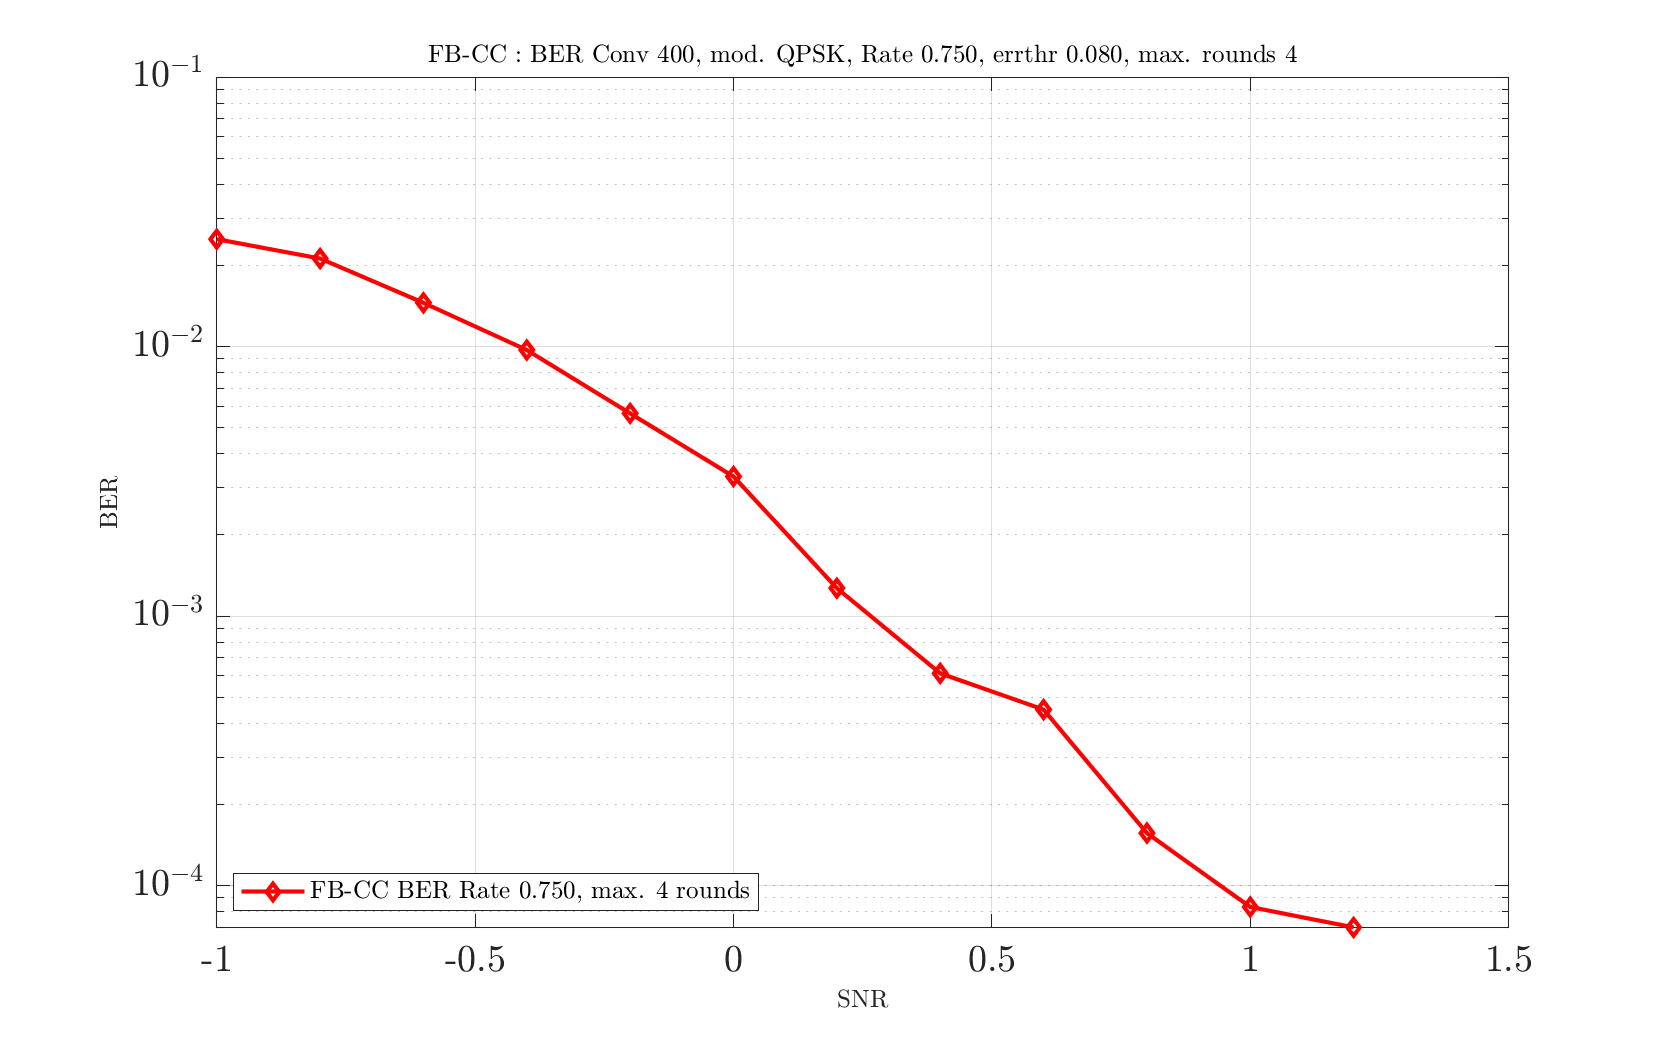 FB-CC : BER Conv 400, mod. QPSK, Rate 0.750, errthr 0.080, max. rounds 4
10⁻¹
10⁻²
10⁻³
10⁻⁴
BER
FB-CC BER Rate 0.750, max. 4 rounds
-1 -0.5 0 0.5 1 1.5
SNR